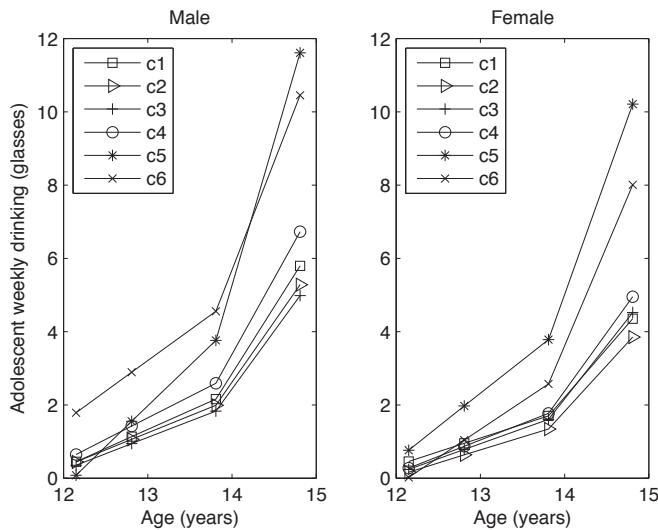 Male
Female
Adolescent weekly drinking (glasses)
12
10
8
6
4
2
0
c1
c2
c3
c4
c5
c6
12 13 14 15
Age (years)
12
10
8
6
4
2
0
c1
c2
c3
c4
c5
c6
12 13 14 15
Age (years)